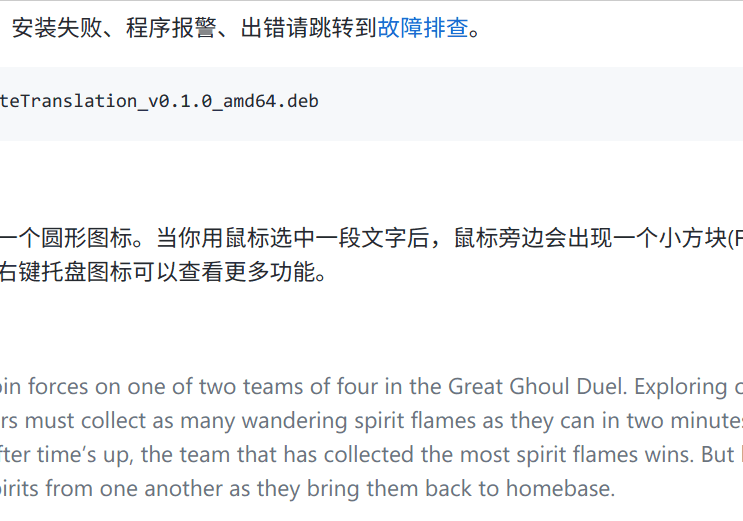 安装失败、程序报警、出错请跳转到故障排查。
teTranslation_v0.1.0_amd64.deb
一个圆形图标。当你用鼠标选中一段文字后，鼠标旁边会出现一个小方块(F
右键托盘图标可以查看更多功能。
oin forces on one of two teams of four in the Great Ghoul Duel. Exploring
rs must collect as many wandering spirit flames as they can in two minutes
fter time’s up, the team that has collected the most spirit flames wins. But
pirits from one another as they bring them back to homebase.